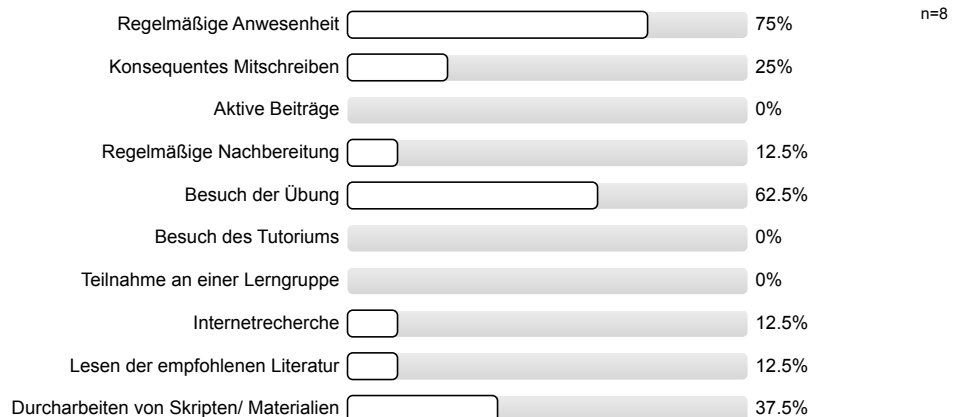 Regelmäßige Anwesenheit 75% n=8
Konsequentes Mitschreiben 25%
Aktive Beiträge 0%
Regelmäßige Nachbereitung 12.5%
Besuch der Übung 62.5%
Besuch des Tutoriums 0%
Teilnahme an einer Lerngruppe 0%
Internetrecherche 12.5%
Lesen der empfohlenen Literatur 12.5%
Durcharbeiten von Skripten/ Materialien 37.5%